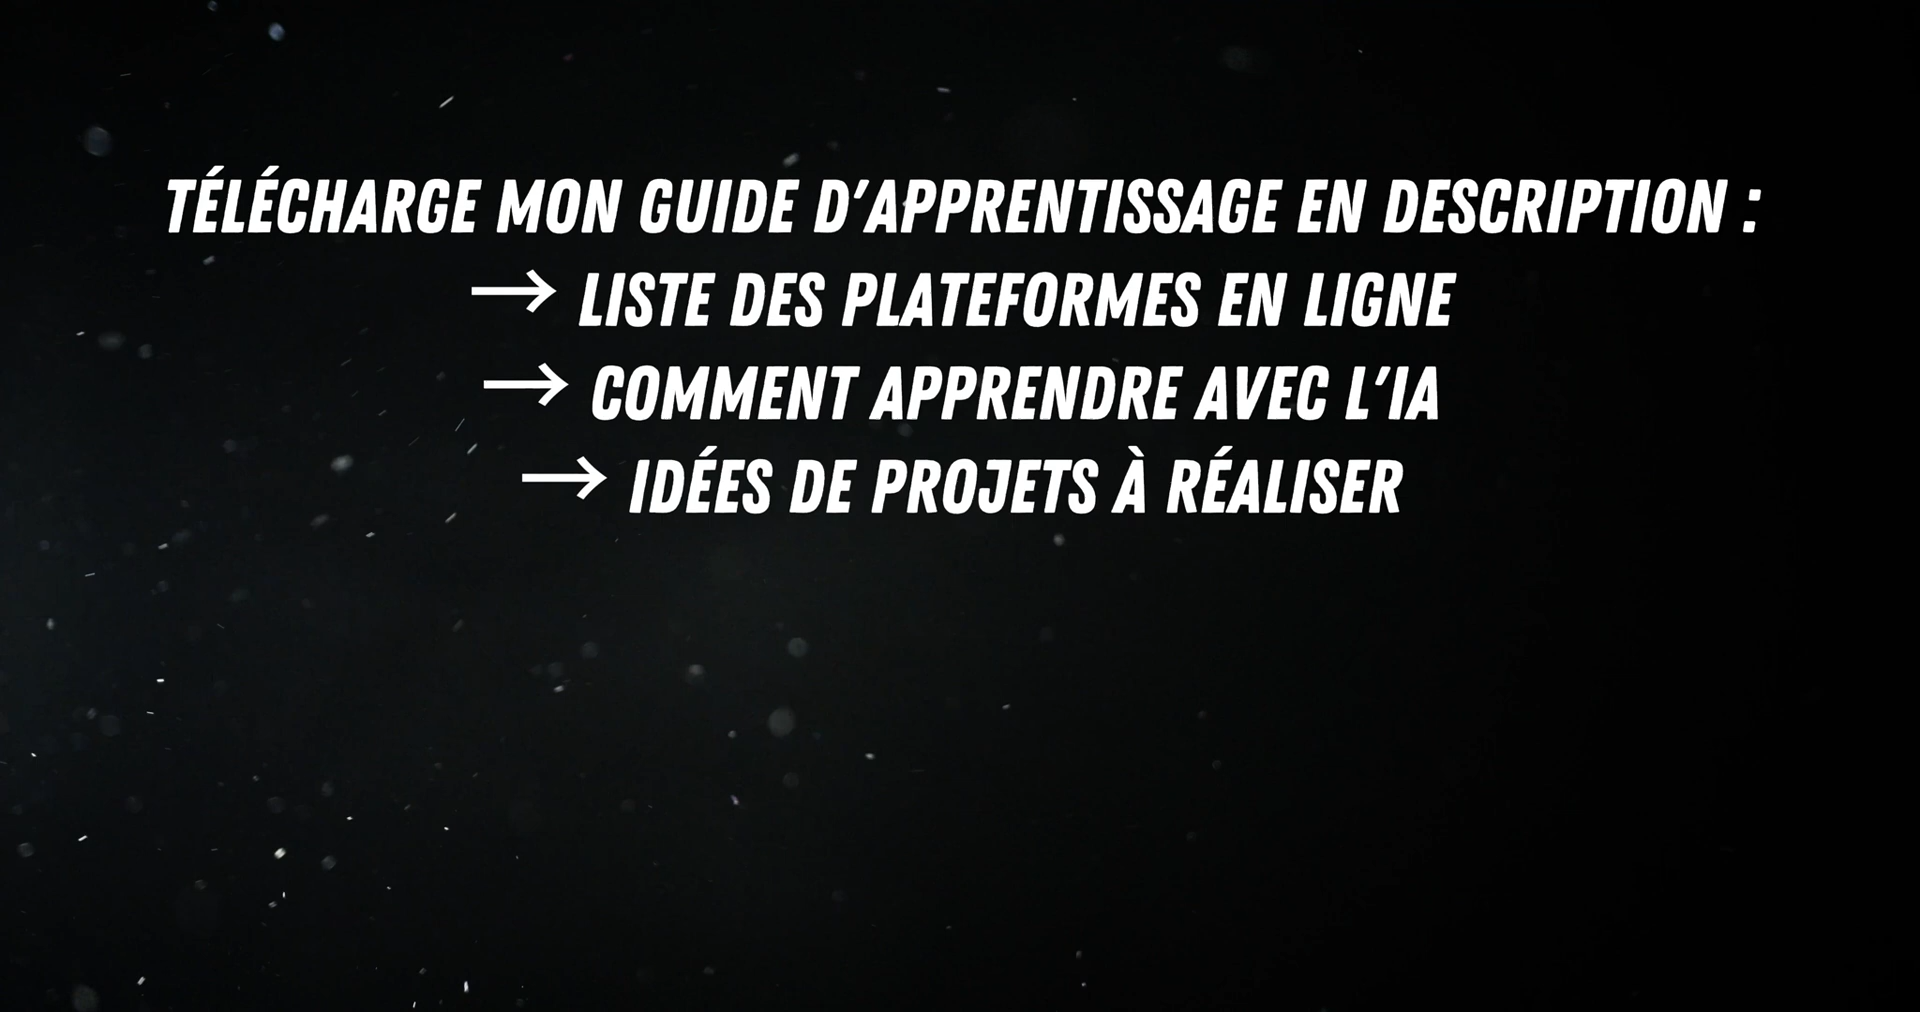 TÉLÉCHARGE MON GUIDE D'APPRENTISSAGE EN DESCRIPTION :
→ LISTE DES PLATEFORMES EN LIGNE
→ COMMENT APPRENDRE AVEC L'IA
→ IDÉES DE PROJETS À RÉALISER